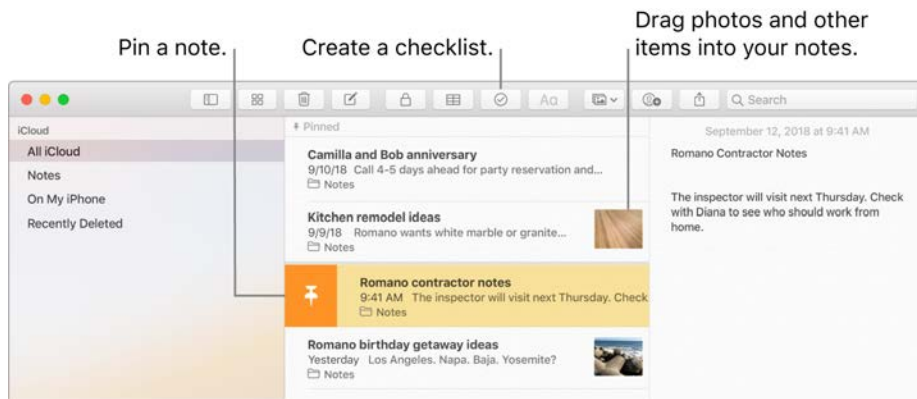 Drag photos and other
Pin a note.
Create a checklist.
items into your notes.
Aa
Search
iCloud
All iCloud
Notes
On My iPhone
Recently Deleted
Pinned
Camilla and Bob anniversary
9/10/18 Call 4-5 days ahead for party reservation and...
Notes
Kitchen remodel ideas
9/9/18 Romano wants white marble or granite...
Notes
Romano contractor notes
9:41 AM The inspector will visit next Thursday. Check
Notes
Romano birthday getaway ideas
Yesterday Los Angeles. Napa. Baja. Yosemite?
Notes
September 12, 2018 at 9:41 AM
Romano Contractor Notes
The inspector will visit next Thursday. Check
with Diana to see who should work from
home.